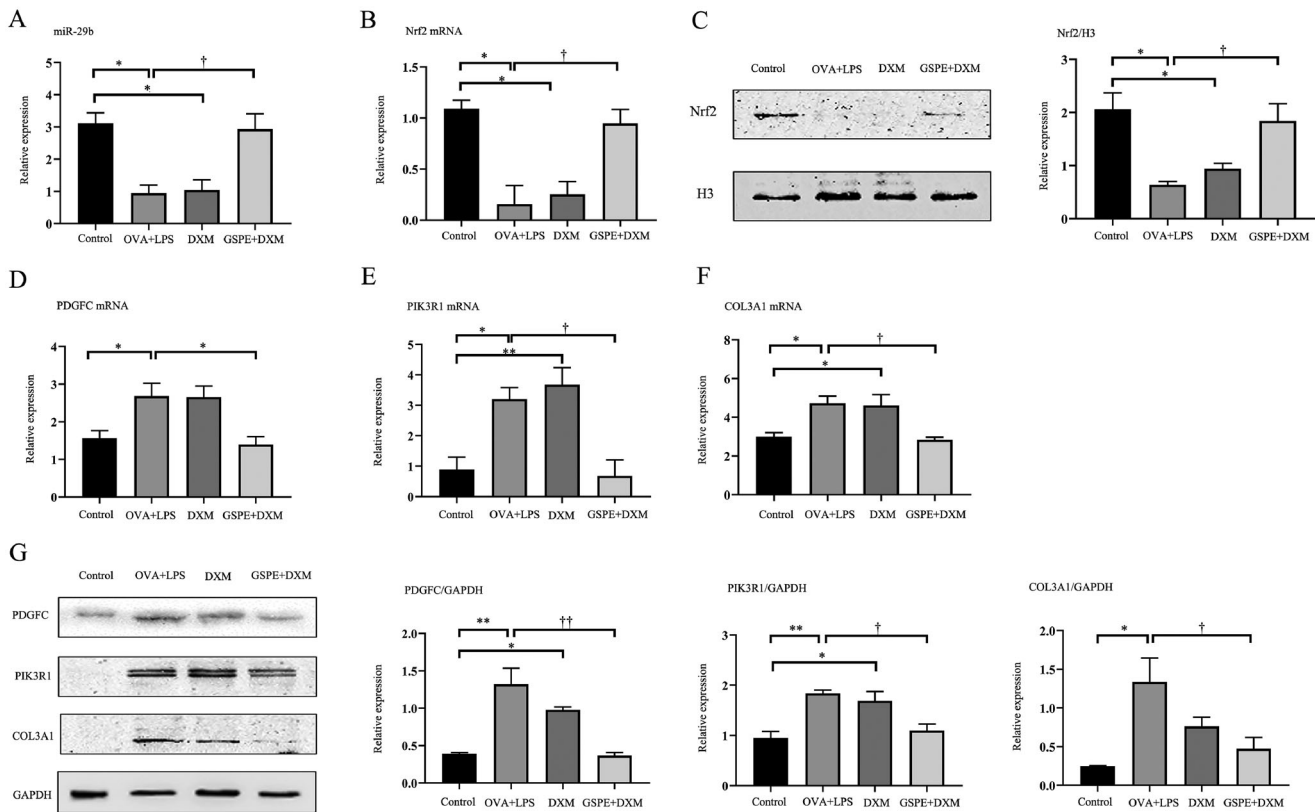 A
miR-29b
Relative expression
5
4
3
2
1
0
*
†
*
Control OVA+LPS DXM GSPE+DXM
B
Nrf2 mRNA
Relative expression
1.5
1.0
0.5
0.0
*
†
*
Control OVA+LPS DXM GSPE+DXM
C
Control OVA+LPS DXM GSPE+DXM
Nrf2
H3
Nrf2/H3
Relative expression
3
2
1
0
*
†
*
Control OVA+LPS DXM GSPE+DXM
D
PDGFC mRNA
Relative expression
4
3
2
1
0
*
*
Control OVA+LPS DXM GSPE+DXM
E
PIK3R1 mRNA
Relative expression
5
4
3
2
1
0
*
†
**
Control OVA+LPS DXM GSPE+DXM
F
COL3A1 mRNA
Relative expression
8
6
4
2
0
*
†
*
Control OVA+LPS DXM GSPE+DXM
G
Control OVA+LPS DXM GSPE+DXM
PDGFC
PIK3R1
COL3A1
GAPDH
PDGFC/GAPDH
Relative expression
2.0
1.5
1.0
0.5
0.0
**
††
*
Control OVA+LPS DXM GSPE+DXM
PIK3R1/GAPDH
Relative expression
3
2
1
0
**
†
*
Control OVA+LPS DXM GSPE+DXM
COL3A1/GAPDH
Relative expression
2.0
1.5
1.0
0.5
0.0
*
†
Control OVA+LPS DXM GSPE+DXM